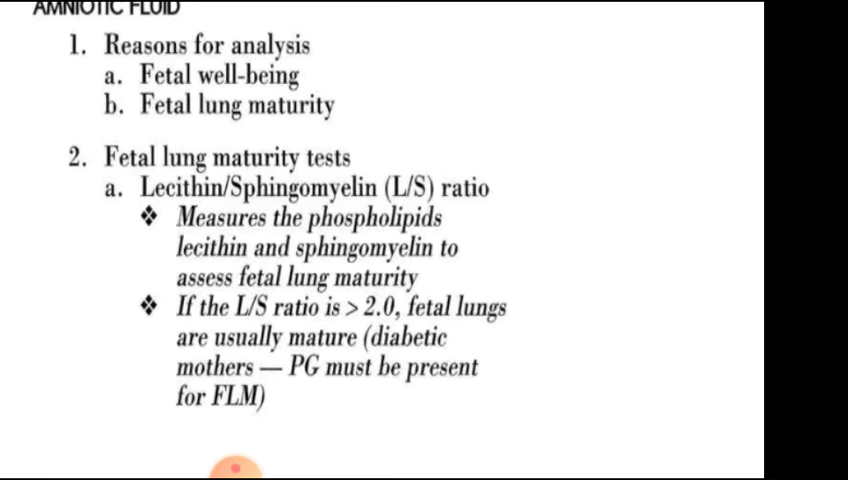 AMNIOTIC FLUID
1. Reasons for analysis
a. Fetal well-being
b. Fetal lung maturity
2. Fetal lung maturity tests
a. Lecithin/Sphingomyelin (L/S) ratio
❖ Measures the phospholipids
lecithin and sphingomyelin to
assess fetal lung maturity
❖ If the L/S ratio is > 2.0, fetal lungs
are usually mature (diabetic
mothers — PG must be present
for FLM)